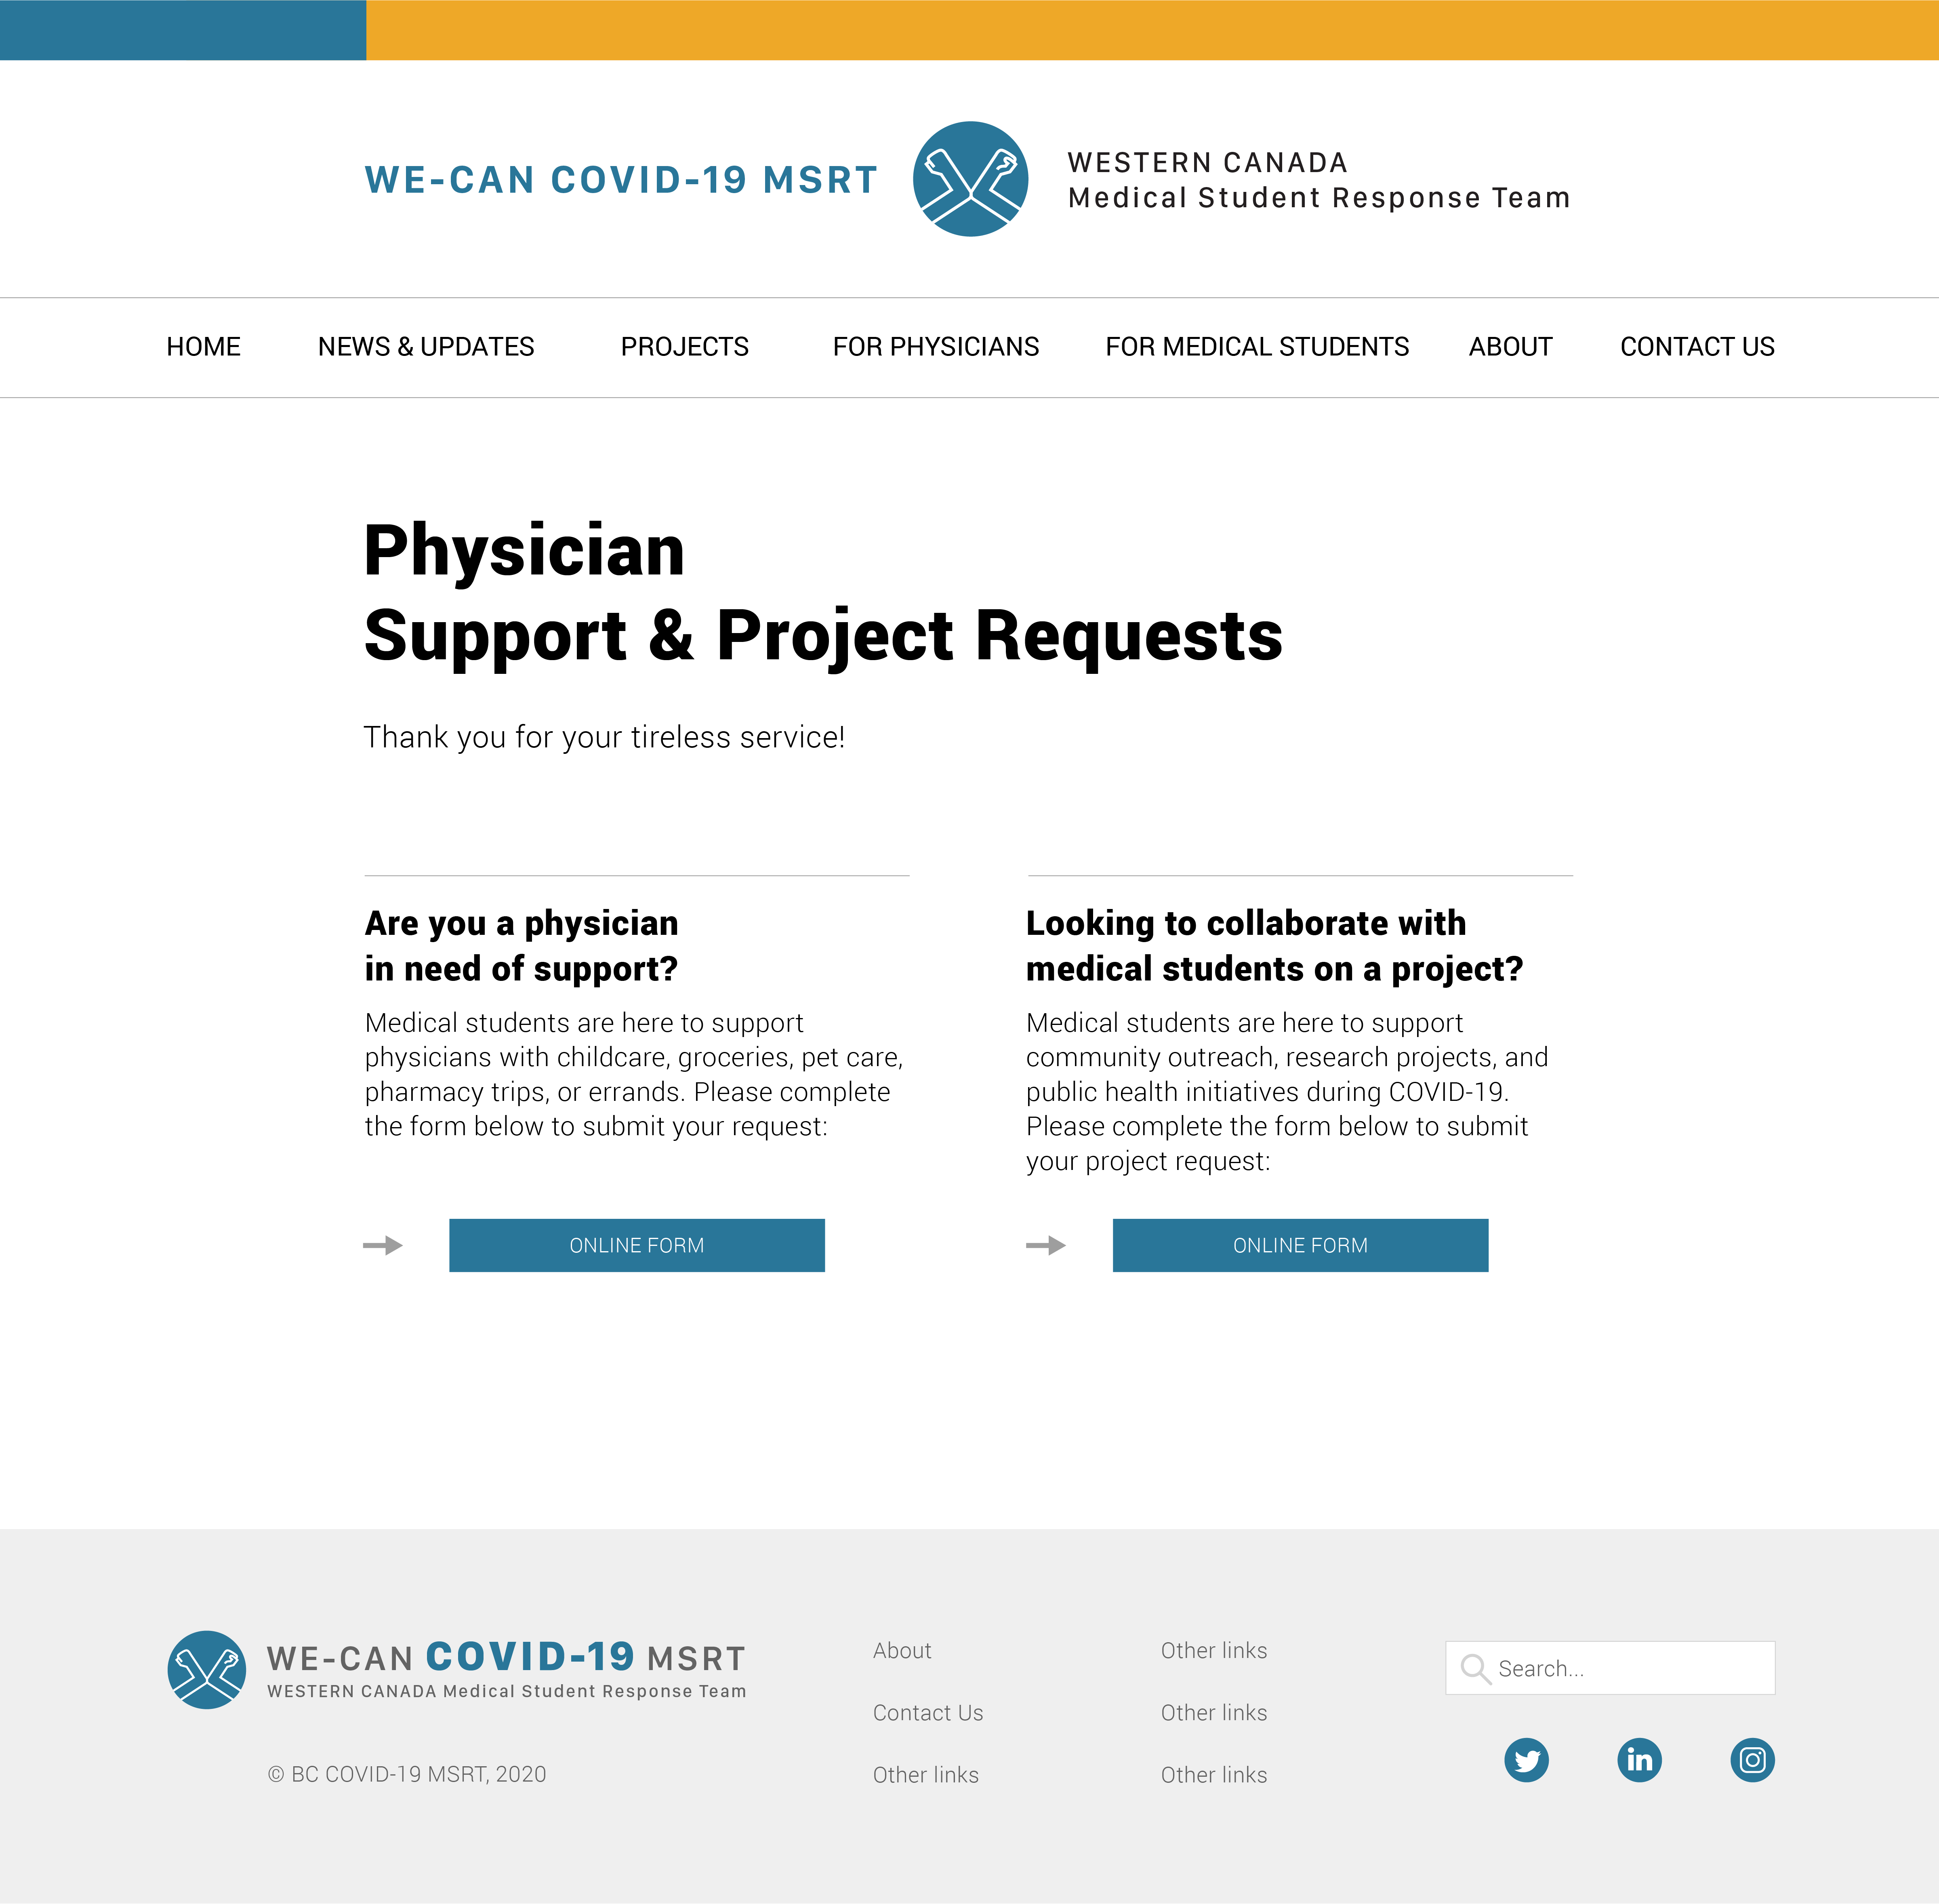 WE-CAN COVID-19 MSRT
WESTERN CANADA
Medical Student Response Team
HOME
NEWS & UPDATES
PROJECTS
FOR PHYSICIANS
FOR MEDICAL STUDENTS
ABOUT
CONTACT US
Physician
Support & Project Requests
Thank you for your tireless service!
Are you a physician
in need of support?
Medical students are here to support
physicians with childcare, groceries, pet care,
pharmacy trips, or errands. Please complete
the form below to submit your request:
ONLINE FORM
Looking to collaborate with
medical students on a project?
Medical students are here to support
community outreach, research projects, and
public health initiatives during COVID-19.
Please complete the form below to submit
your project request:
ONLINE FORM
WE-CAN COVID-19 MSRT
WESTERN CANADA Medical Student Response Team
© BC COVID-19 MSRT, 2020
About
Contact Us
Other links
Other links
Other links
Other links
Search...
in